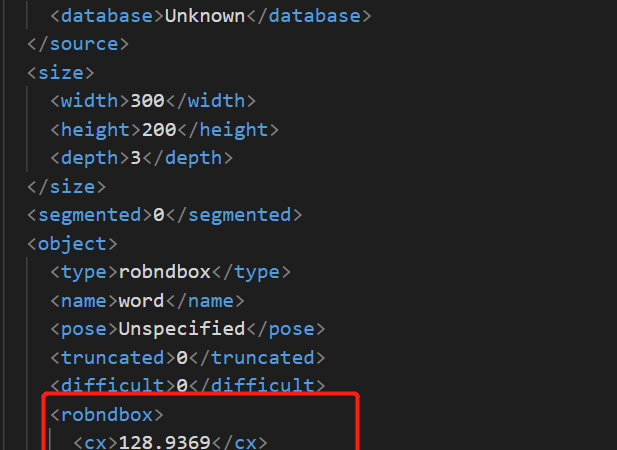 <database>Unknown</database>
</source>
<size>
<width>300</width>
<height>200</height>
<depth>3</depth>
</size>
<segmented>0</segmented>
<object>
<type>robndbox</type>
<name>word</name>
<pose>Unspecified</pose>
<truncated>0</truncated>
<difficult>0</difficult>
<robndbox>
<cx>128.9369</cx>